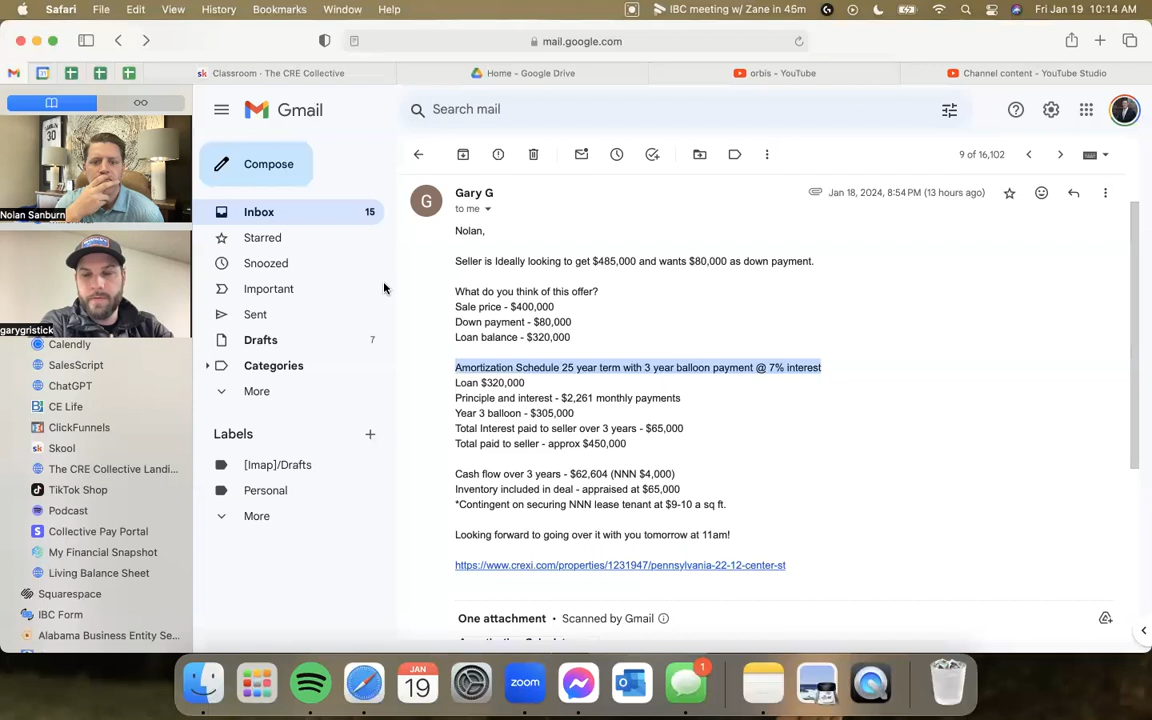 Safari File Edit View History Bookmarks Window Help IBC meeting w/ Zane in 45m Fri Jan 19 10:14 AM
mail.google.com
Classroom · The CRE Collective Home - Google Drive orbis - YouTube Channel content - YouTube Studio
Gmail
Search mail
Compose
9 of 16,102
Inbox 15
Starred
Snoozed
Important
Sent
Drafts 7
Categories
More
Labels
[Imap]/Drafts
Personal
More
Nolan Sanburn
garygristick
Calendly
SalesScript
ChatGPT
CE Life
ClickFunnels
Skool
The CRE Collective Landi...
TikTok Shop
Podcast
Collective Pay Portal
My Financial Snapshot
Living Balance Sheet
Squarespace
IBC Form
Alabama Business Entity Se...
G
Gary G
Jan 18, 2024, 8:54 PM (13 hours ago)
to me
Nolan,
Seller is Ideally looking to get $485,000 and wants $80,000 as down payment.
What do you think of this offer?
Sale price - $400,000
Down payment - $80,000
Loan balance - $320,000
Amortization Schedule 25 year term with 3 year balloon payment @ 7% interest
Loan $320,000
Principle and interest - $2,261 monthly payments
Year 3 balloon - $305,000
Total Interest paid to seller over 3 years - $65,000
Total paid to seller - approx $450,000
Cash flow over 3 years - $62,604 (NNN $4,000)
Inventory included in deal - appraised at $65,000
*Contingent on securing NNN lease tenant at $9-10 a sq ft.
Looking forward to going over it with you tomorrow at 11am!
https://www.crexi.com/properties/1231947/pennsylvania-22-12-center-st
One attachment • Scanned by Gmail
JAN
19
zoom
1